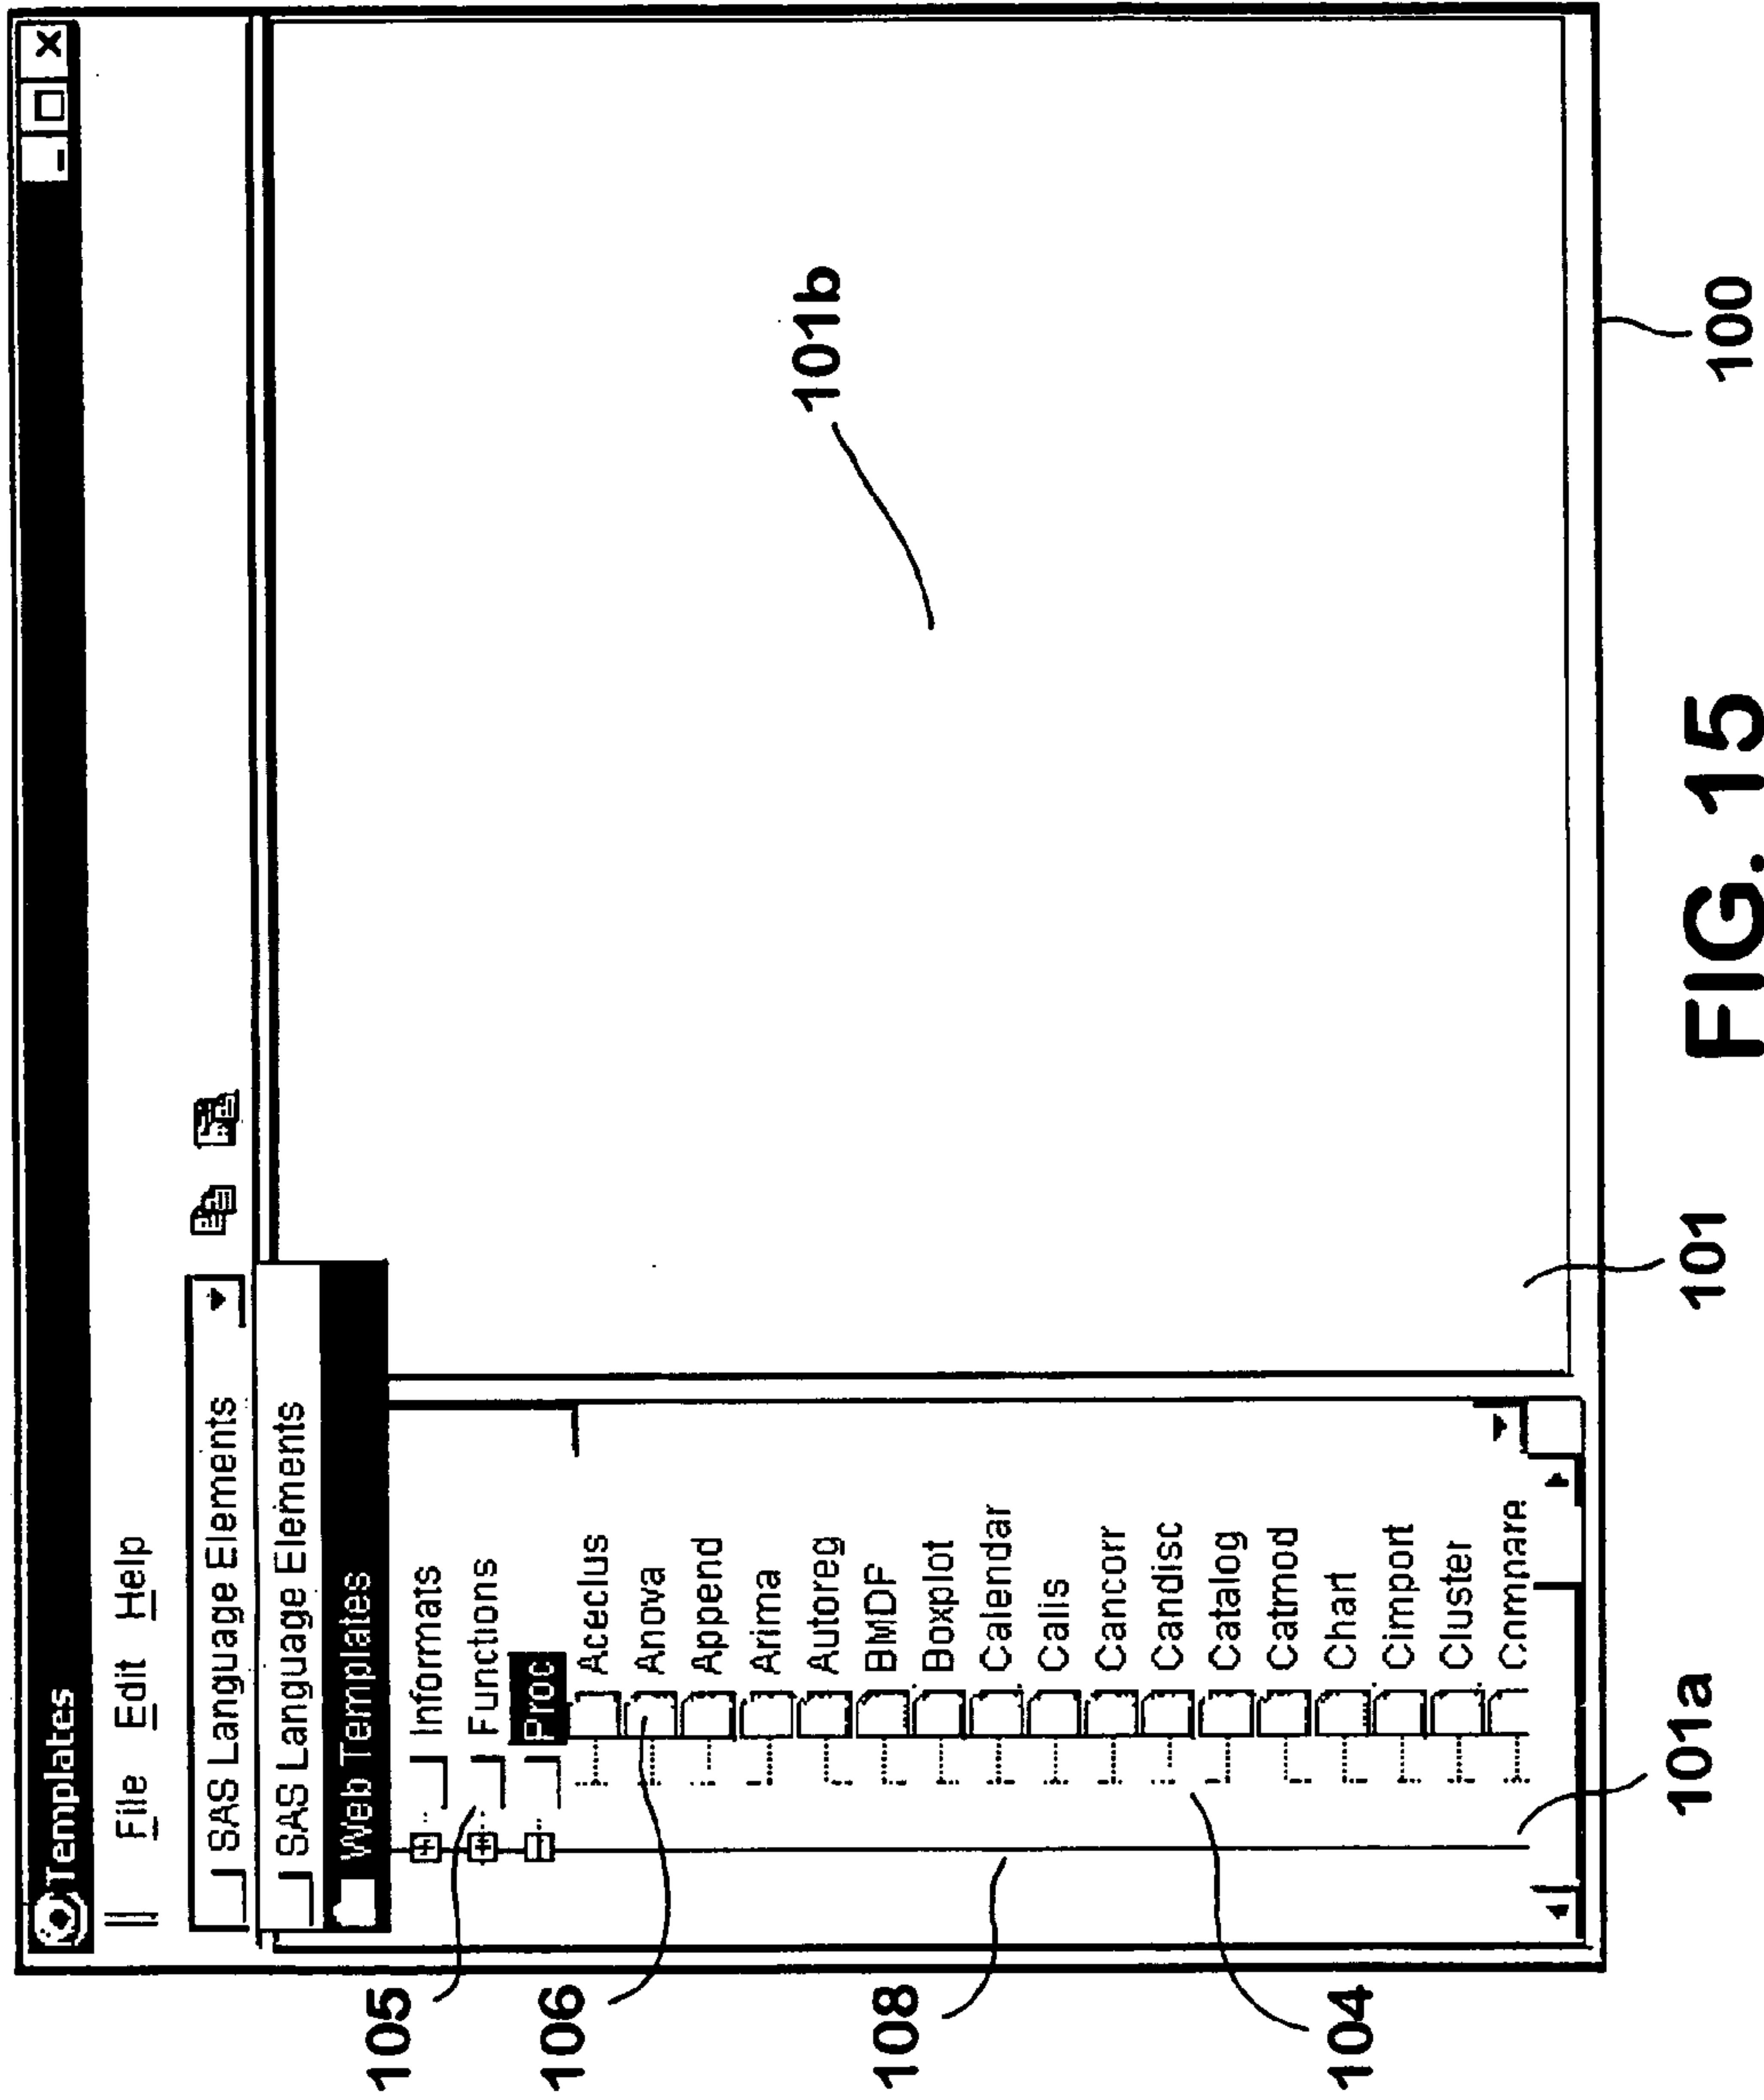 Templates
File Edit Help
SAS Language Elements
SAS Language Elements
Web Templates
Informats
Functions
Proc
Aceclus
Anova
Append
Arima
Autoreg
BMDP
Boxplot
Calendar
Calis
Cancorr
Candisc
Catalog
Catmod
Chart
Cimport
Cluster
Compare
105
106
108
104
101a
101
101b
100
FIG. 15